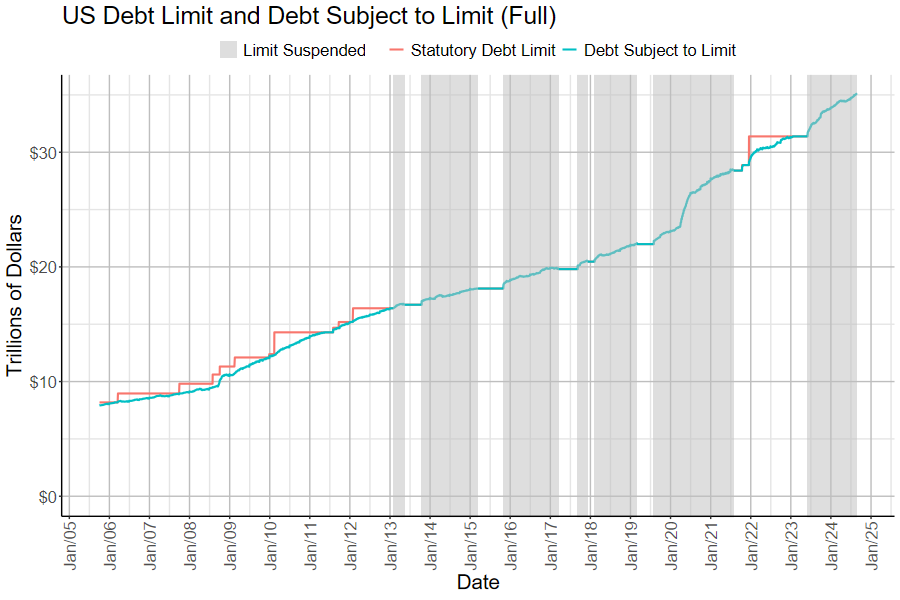 US Debt Limit and Debt Subject to Limit (Full)
Limit Suspended Statutory Debt Limit Debt Subject to Limit
Trillions of Dollars
$30
$20
$10
$0
Jan/05 Jan/06 Jan/07 Jan/08 Jan/09 Jan/10 Jan/11 Jan/12 Jan/13 Jan/14 Jan/15 Jan/16 Jan/17 Jan/18 Jan/19 Jan/20 Jan/21 Jan/22 Jan/23 Jan/24 Jan/25
Date